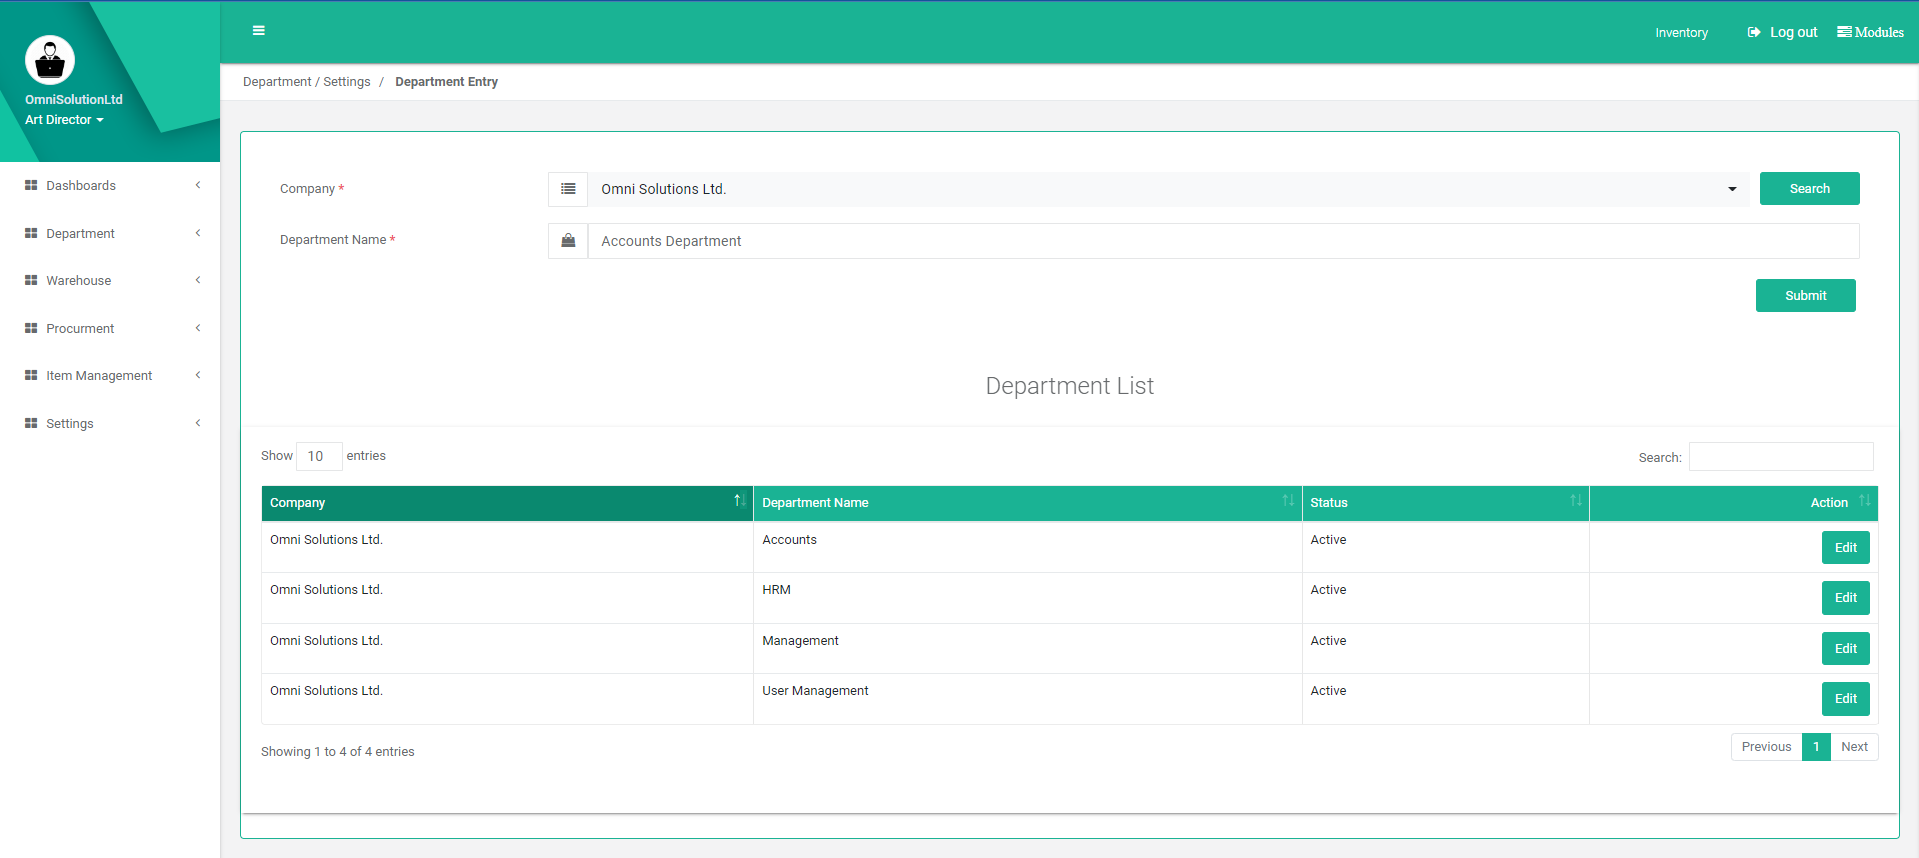 Inventory Log out Modules
OmniSolutionLtd
Art Director
Department / Settings / Department Entry
Dashboards
Department
Warehouse
Procurment
Item Management
Settings
Company * Omni Solutions Ltd. Search
Department Name * Accounts Department
Submit
Department List
Show 10 entries Search:
Company Department Name Status Action
Omni Solutions Ltd. Accounts Active Edit
Omni Solutions Ltd. HRM Active Edit
Omni Solutions Ltd. Management Active Edit
Omni Solutions Ltd. User Management Active Edit
Showing 1 to 4 of 4 entries Previous 1 Next